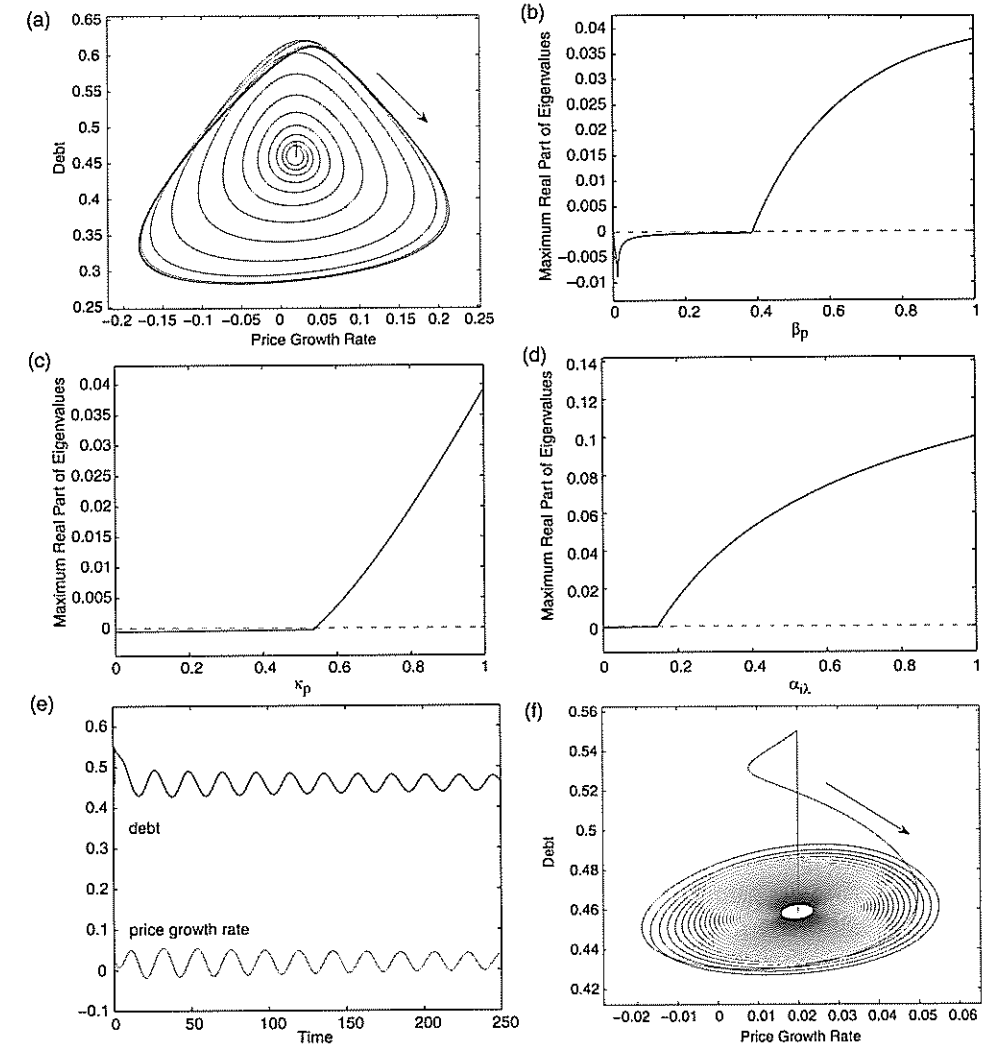 (a)
Debt
0.65
0.6
0.55
0.5
0.45
0.4
0.35
0.3
0.25
−0.2 −0.15 −0.1 −0.05 0 0.05 0.1 0.15 0.2 0.25
Price Growth Rate
(b)
Maximum Real Part of Eigenvalues
0.04
0.035
0.03
0.025
0.02
0.015
0.01
0.005
0
−0.005
−0.01
0 0.2 0.4 0.6 0.8 1
βp
(c)
Maximum Real Part of Eigenvalues
0.04
0.035
0.03
0.025
0.02
0.015
0.01
0.005
0
0 0.2 0.4 0.6 0.8 1
κp
(d)
Maximum Real Part of Eigenvalues
0.14
0.12
0.1
0.08
0.06
0.04
0.02
0
0 0.2 0.4 0.6 0.8 1
αiλ
(e)
0.6
0.5
0.4
0.3
0.2
0.1
0
−0.1
debt
price growth rate
0 50 100 150 200 250
Time
(f)
Debt
0.56
0.54
0.52
0.5
0.48
0.46
0.44
0.42
−0.02 −0.01 0 0.01 0.02 0.03 0.04 0.05 0.06
Price Growth Rate